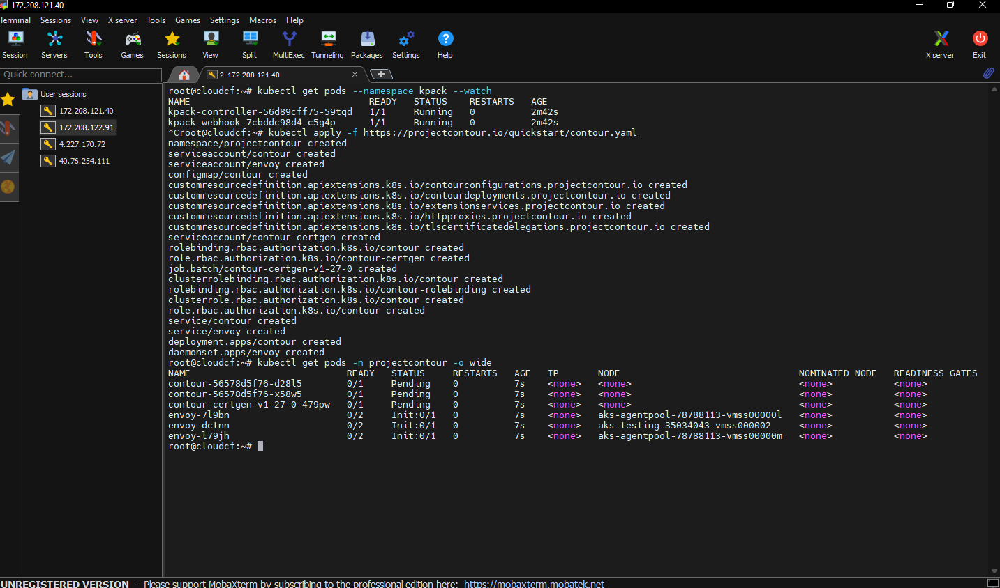 172.208.121.40
Terminal Sessions View X server Tools Games Settings Macros Help
Session Servers Tools Games Sessions View Split MultiExec Tunneling Packages Settings Help X server Exit
Quick connect...
2. 172.208.121.40
User sessions
172.208.121.40
172.208.122.91
4.227.170.72
40.76.254.111
root@cloudcf:~# kubectl get pods --namespace kpack --watch
NAME READY STATUS RESTARTS AGE
kpack-controller-56d89cff75-59tqd 1/1 Running 0 2m42s
kpack-webhook-7cbddc98d4-c5g4p 1/1 Running 0 2m42s
^Croot@cloudcf:~# kubectl apply -f https://projectcontour.io/quickstart/contour.yaml
namespace/projectcontour created
serviceaccount/contour created
serviceaccount/envoy created
configmap/contour created
customresourcedefinition.apiextensions.k8s.io/contourconfigurations.projectcontour.io created
customresourcedefinition.apiextensions.k8s.io/contourdeployments.projectcontour.io created
customresourcedefinition.apiextensions.k8s.io/extensionservices.projectcontour.io created
customresourcedefinition.apiextensions.k8s.io/httpproxies.projectcontour.io created
customresourcedefinition.apiextensions.k8s.io/tlscertificatedelegations.projectcontour.io created
serviceaccount/contour-certgen created
rolebinding.rbac.authorization.k8s.io/contour created
role.rbac.authorization.k8s.io/contour-certgen created
job.batch/contour-certgen-v1-27-0 created
clusterrolebinding.rbac.authorization.k8s.io/contour created
rolebinding.rbac.authorization.k8s.io/contour-rolebinding created
clusterrole.rbac.authorization.k8s.io/contour created
role.rbac.authorization.k8s.io/contour created
service/contour created
service/envoy created
deployment.apps/contour created
daemonset.apps/envoy created
root@cloudcf:~# kubectl get pods -n projectcontour -o wide
NAME READY STATUS RESTARTS AGE IP NODE NOMINATED NODE READINESS GATES
contour-56578d5f76-d28l5 0/1 Pending 0 7s <none> <none> <none> <none>
contour-56578d5f76-x58w5 0/1 Pending 0 7s <none> <none> <none> <none>
contour-certgen-v1-27-0-479pw 0/1 Pending 0 7s <none> <none> <none> <none>
envoy-7l9bn 0/2 Init:0/1 0 7s <none> aks-agentpool-78788113-vmss00000l <none> <none>
envoy-dctnn 0/2 Init:0/1 0 7s <none> aks-testing-35034043-vmss000002 <none> <none>
envoy-l79jh 0/2 Init:0/1 0 7s <none> aks-agentpool-78788113-vmss00000m <none> <none>
root@cloudcf:~#
UNREGISTERED VERSION - Please support MobaXterm by subscribing to the professional edition here: https://mobaxterm.mobatek.net